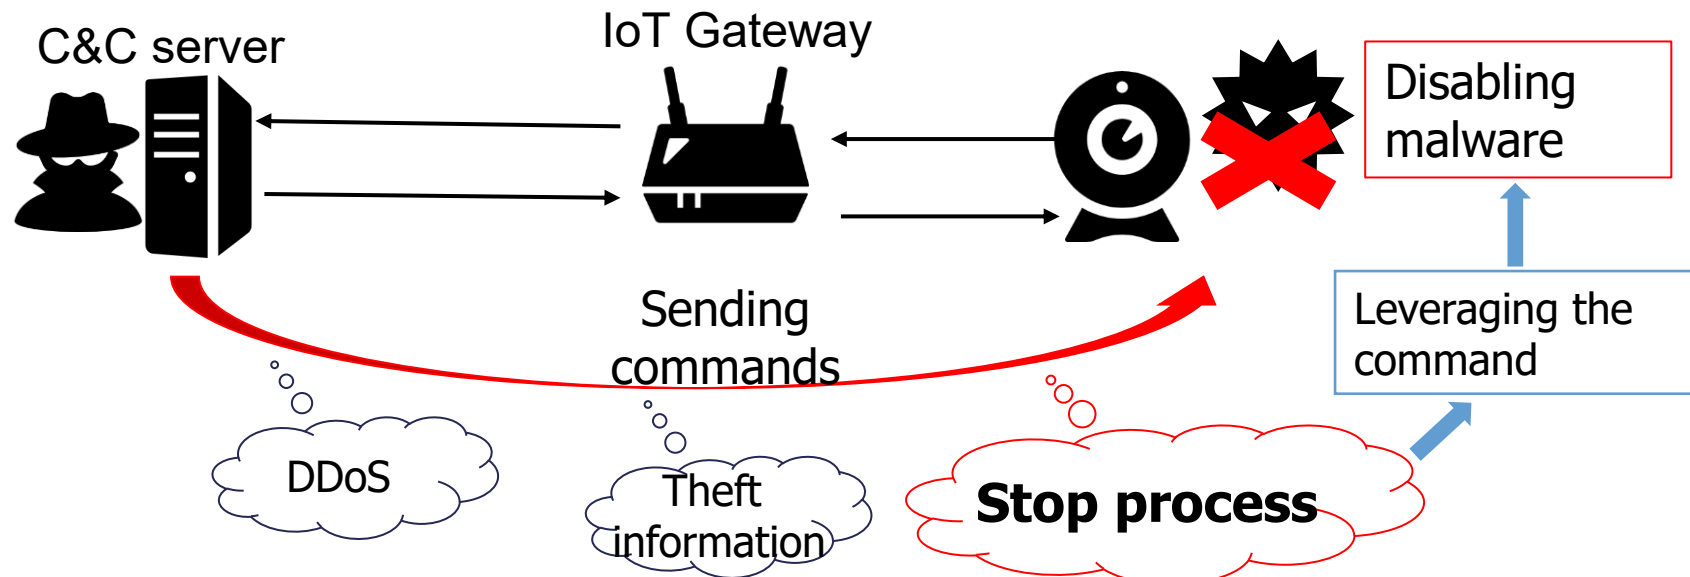 C&C server
IoT Gateway
Disabling
malware
Sending
commands
Leveraging the
command
DDoS
Theft
information
Stop process